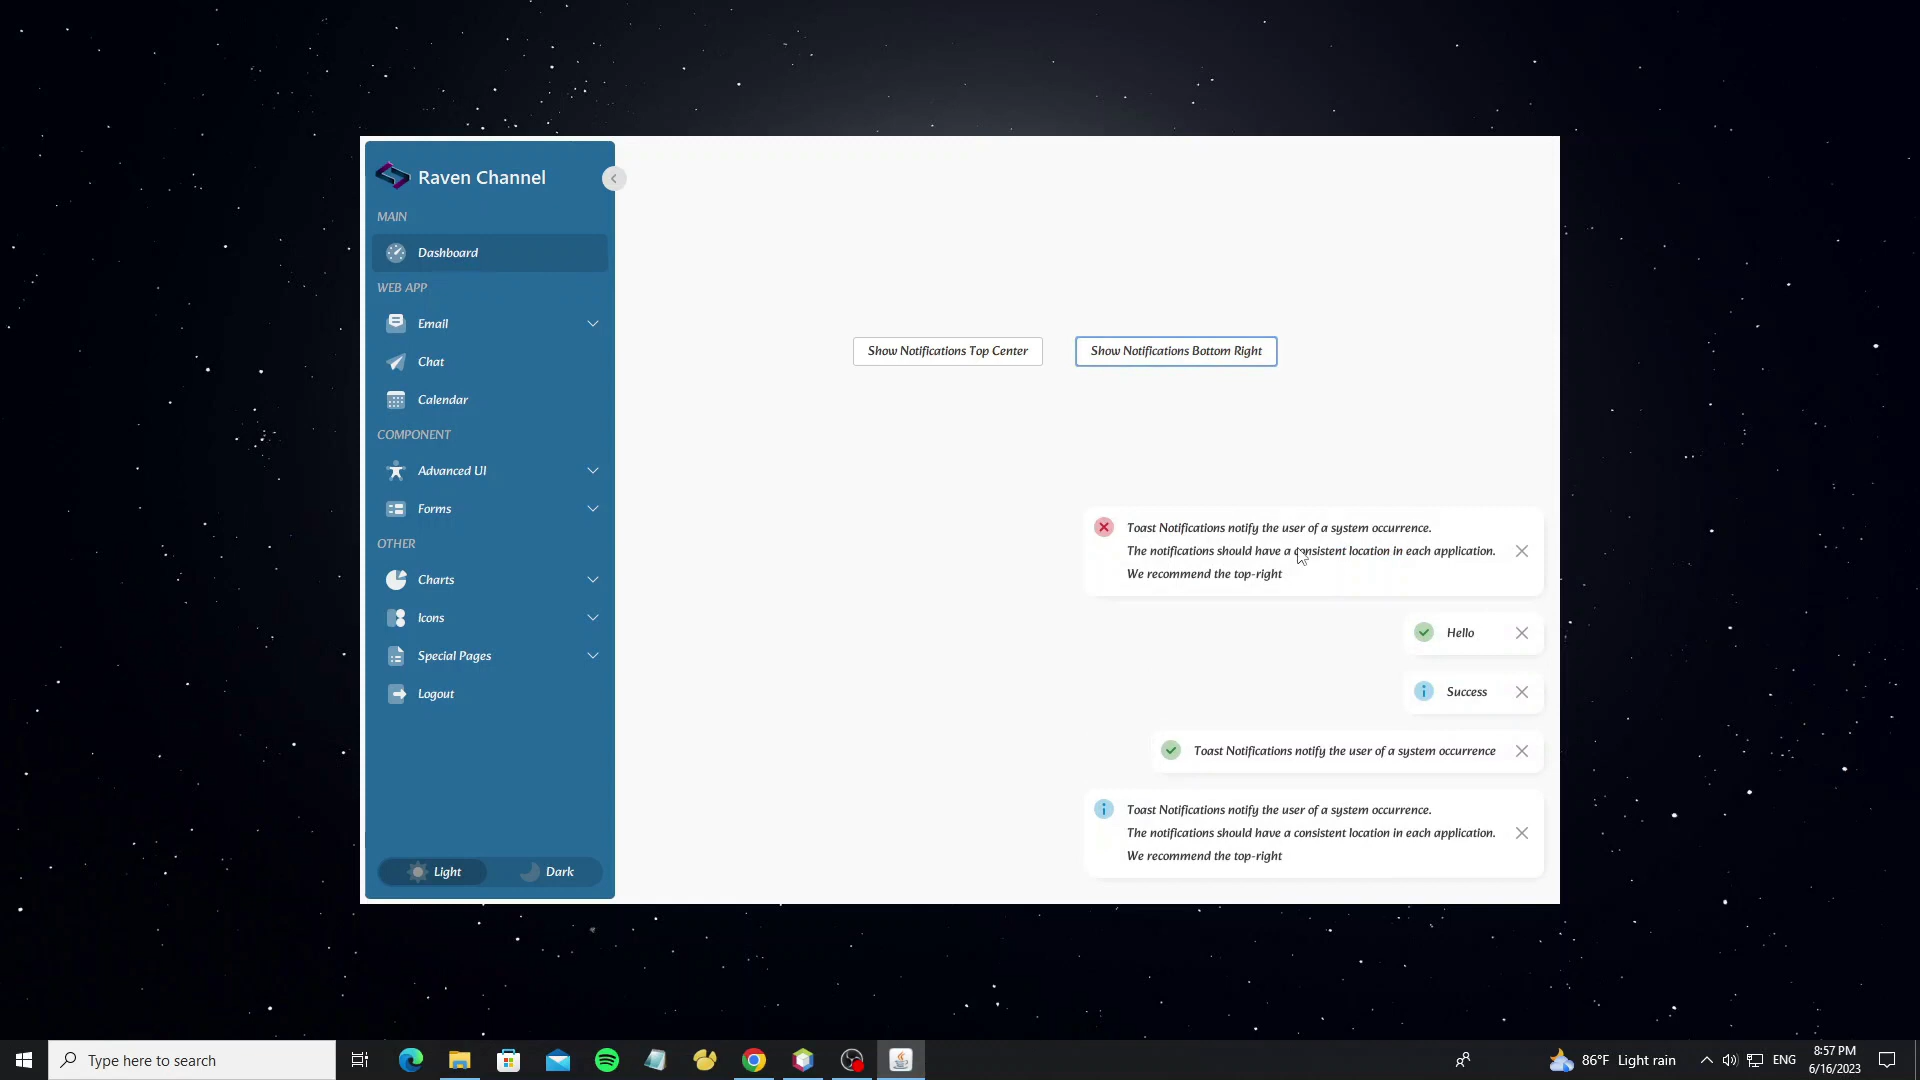 Raven Channel
MAIN
Dashboard
WEB APP
Email
Chat
Calendar
COMPONENT
Advanced UI
Forms
OTHER
Charts
Icons
Special Pages
Logout
Light
Dark
Show Notifications Top Center
Show Notifications Bottom Right
Toast Notifications notify the user of a system occurrence.
The notifications should have a consistent location in each application.
We recommend the top-right
Hello
Success
Toast Notifications notify the user of a system occurrence
Toast Notifications notify the user of a system occurrence.
The notifications should have a consistent location in each application.
We recommend the top-right
Type here to search
86°F Light rain
ENG
8:57 PM
6/16/2023